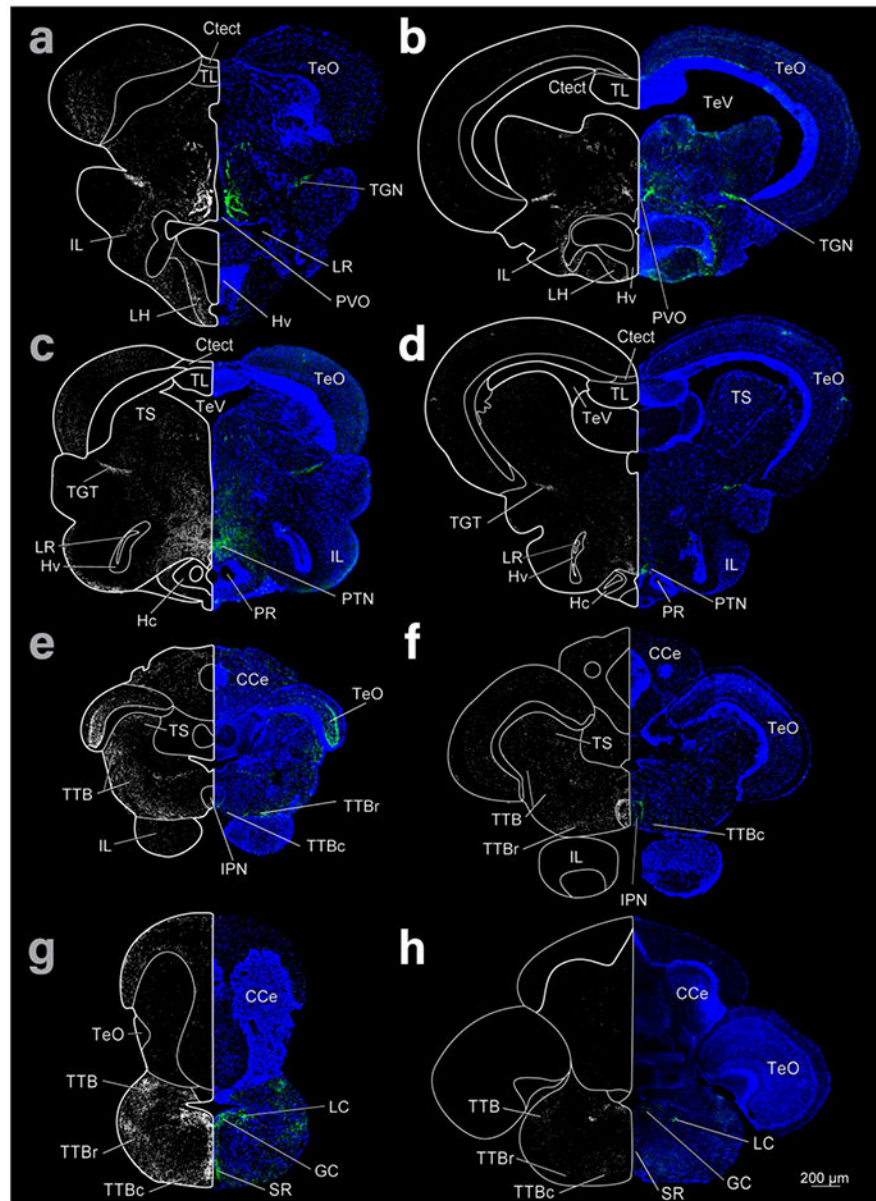 a
Ctect
TL
TeO
TGN
IL
LR
PVO
LH
Hv
b
Ctect
TL
TeO
TeV
TGN
IL
LH
Hv
PVO
c
Ctect
TL
TeO
TS
TeV
TGT
LR
Hv
IL
Hc
PR
PTN
d
Ctect
TL
TeO
TeV
TS
TGT
LR
Hv
IL
Hc
PR
PTN
e
CCe
TeO
TS
TTB
TTBr
TTBc
IL
IPN
f
CCe
TeO
TS
TTB
TTBr
TTBc
IL
IPN
g
CCe
TeO
TTB
LC
TTBr
GC
TTBc
SR
h
CCe
TeO
TTB
LC
TTBr
GC
TTBc
SR
200 µm